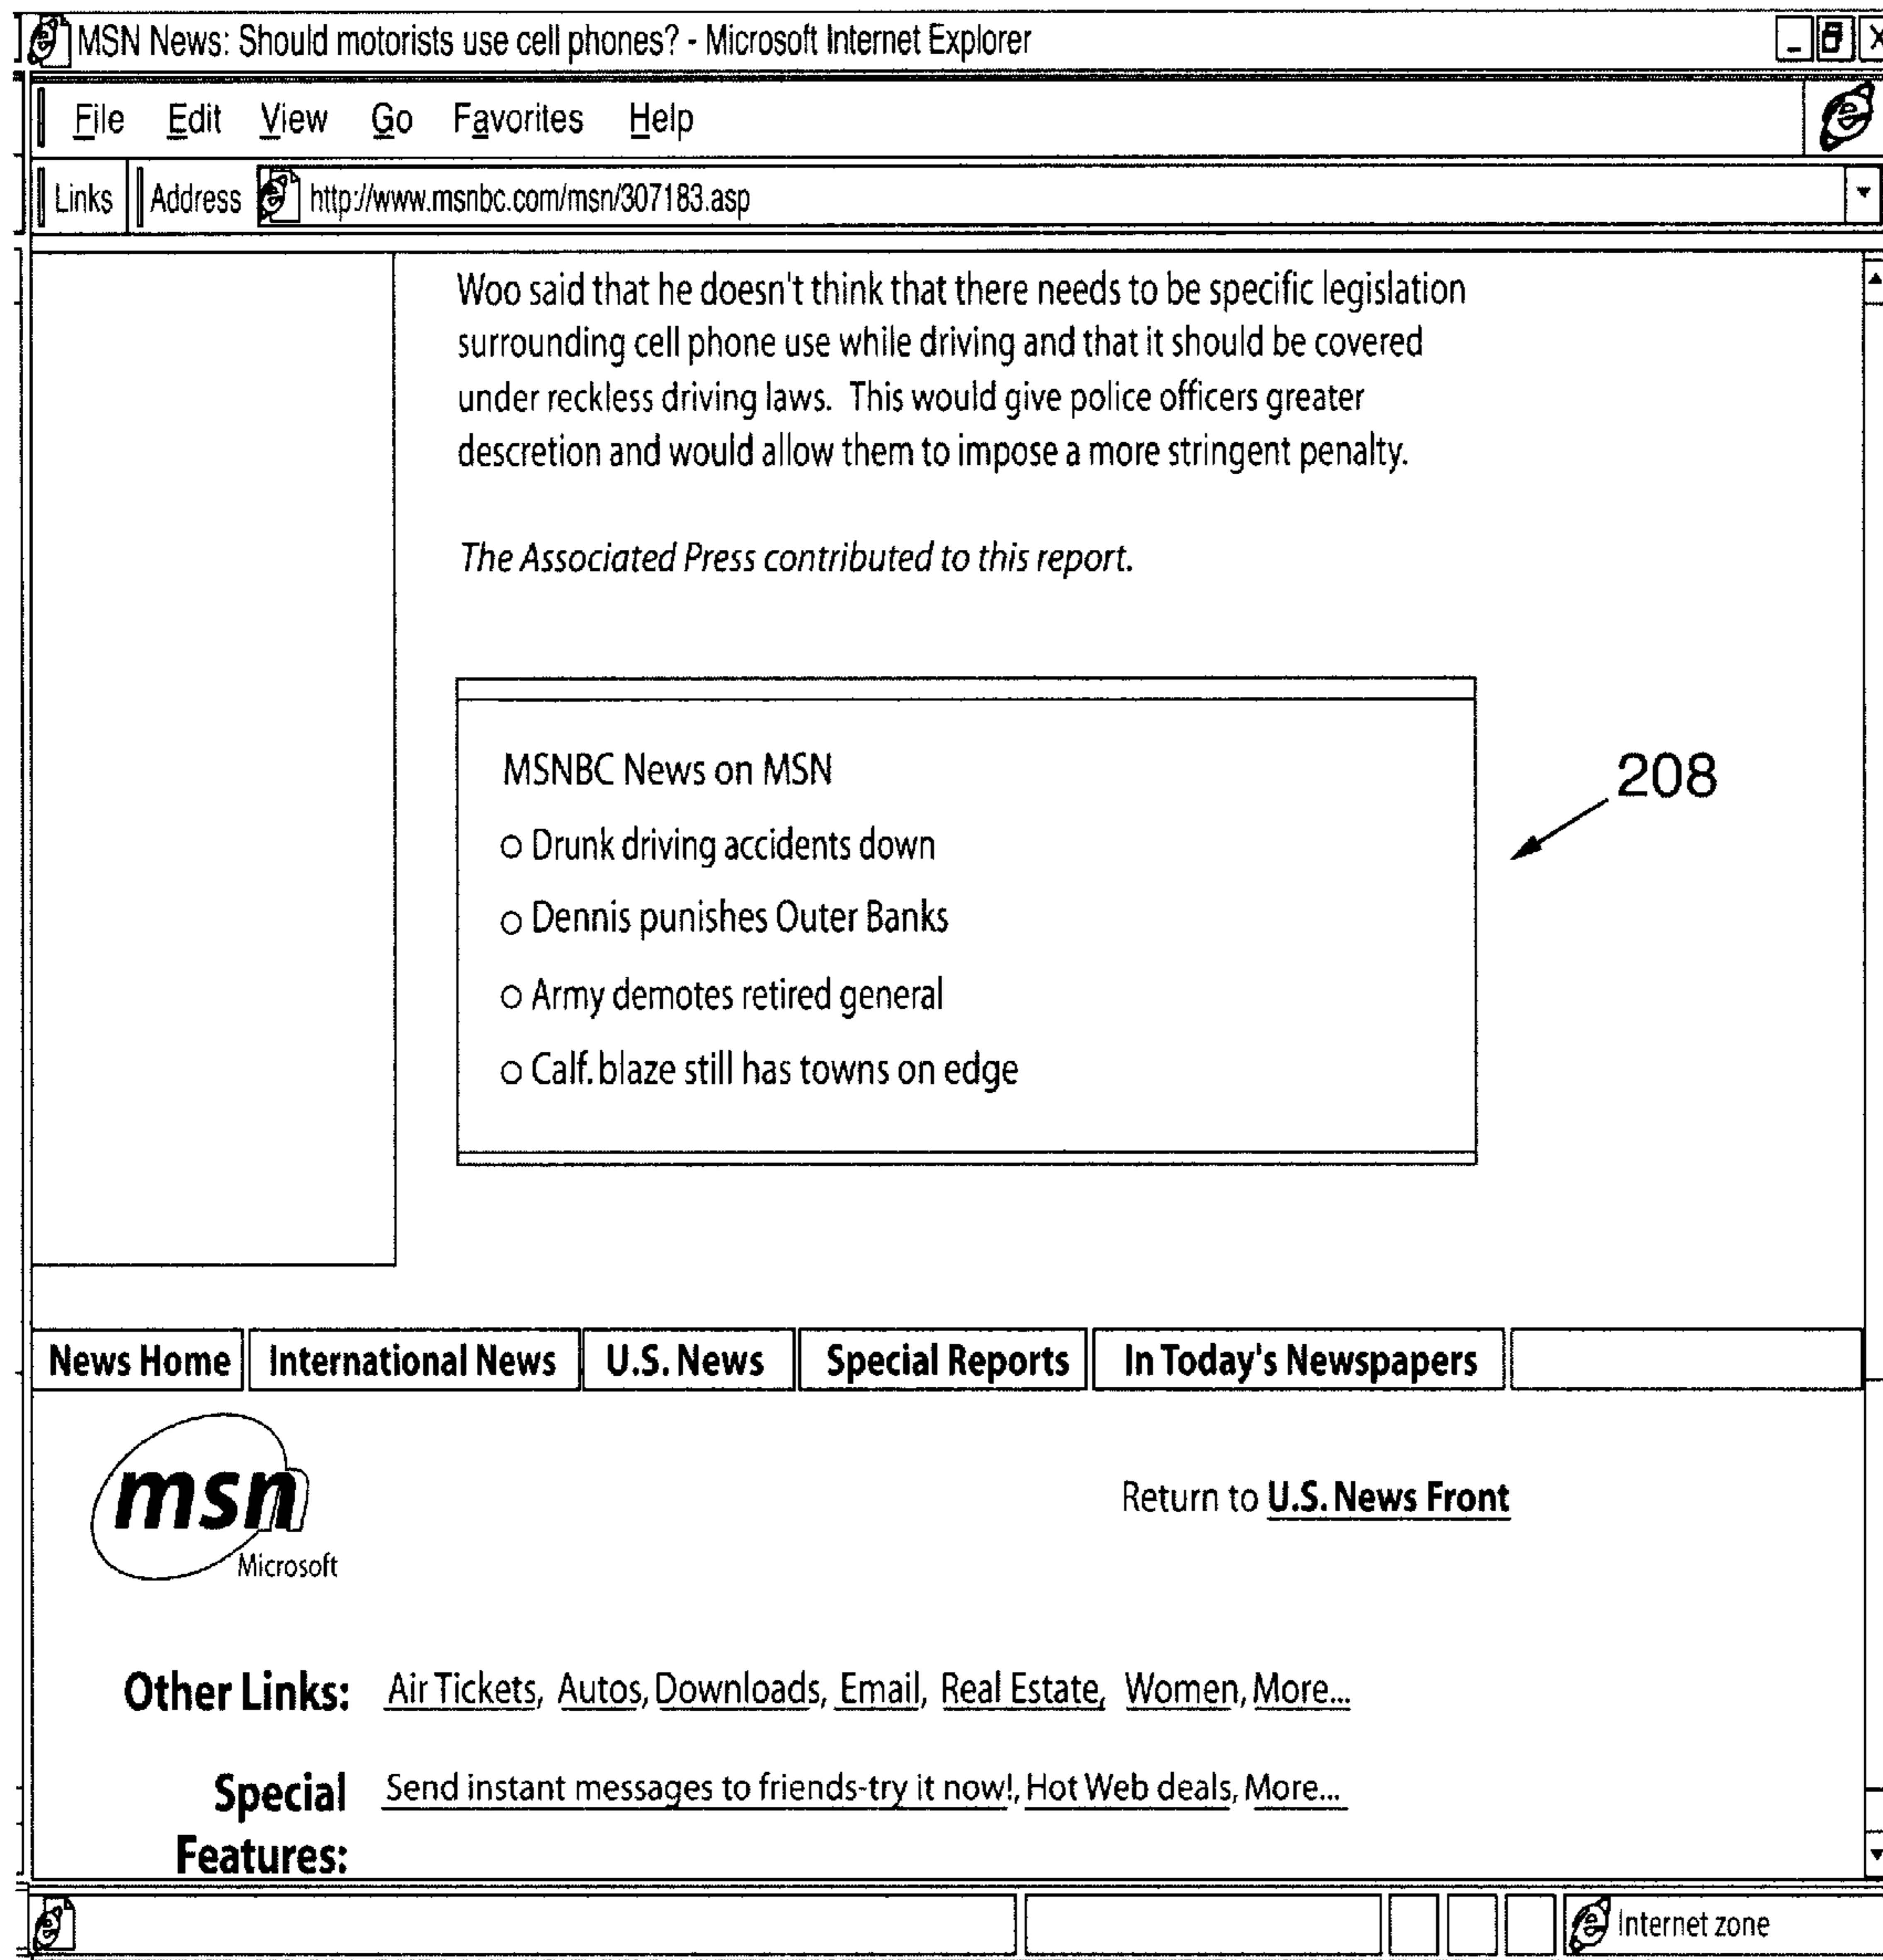 MSN News: Should motorists use cell phones? - Microsoft Internet Explorer
File Edit View Go Favorites Help
Links Address http://www.msnbc.com/msn/307183.asp
Woo said that he doesn't think that there needs to be specific legislation
surrounding cell phone use while driving and that it should be covered
under reckless driving laws. This would give police officers greater
descretion and would allow them to impose a more stringent penalty.
The Associated Press contributed to this report.
MSNBC News on MSN
o Drunk driving accidents down
o Dennis punishes Outer Banks
o Army demotes retired general
o Calf. blaze still has towns on edge
208
News Home International News U.S. News Special Reports In Today's Newspapers
msn
Microsoft
Return to U.S. News Front
Other Links: Air Tickets, Autos, Downloads, Email, Real Estate, Women, More...
Special Send instant messages to friends-try it now!, Hot Web deals, More...
Features:
Internet zone